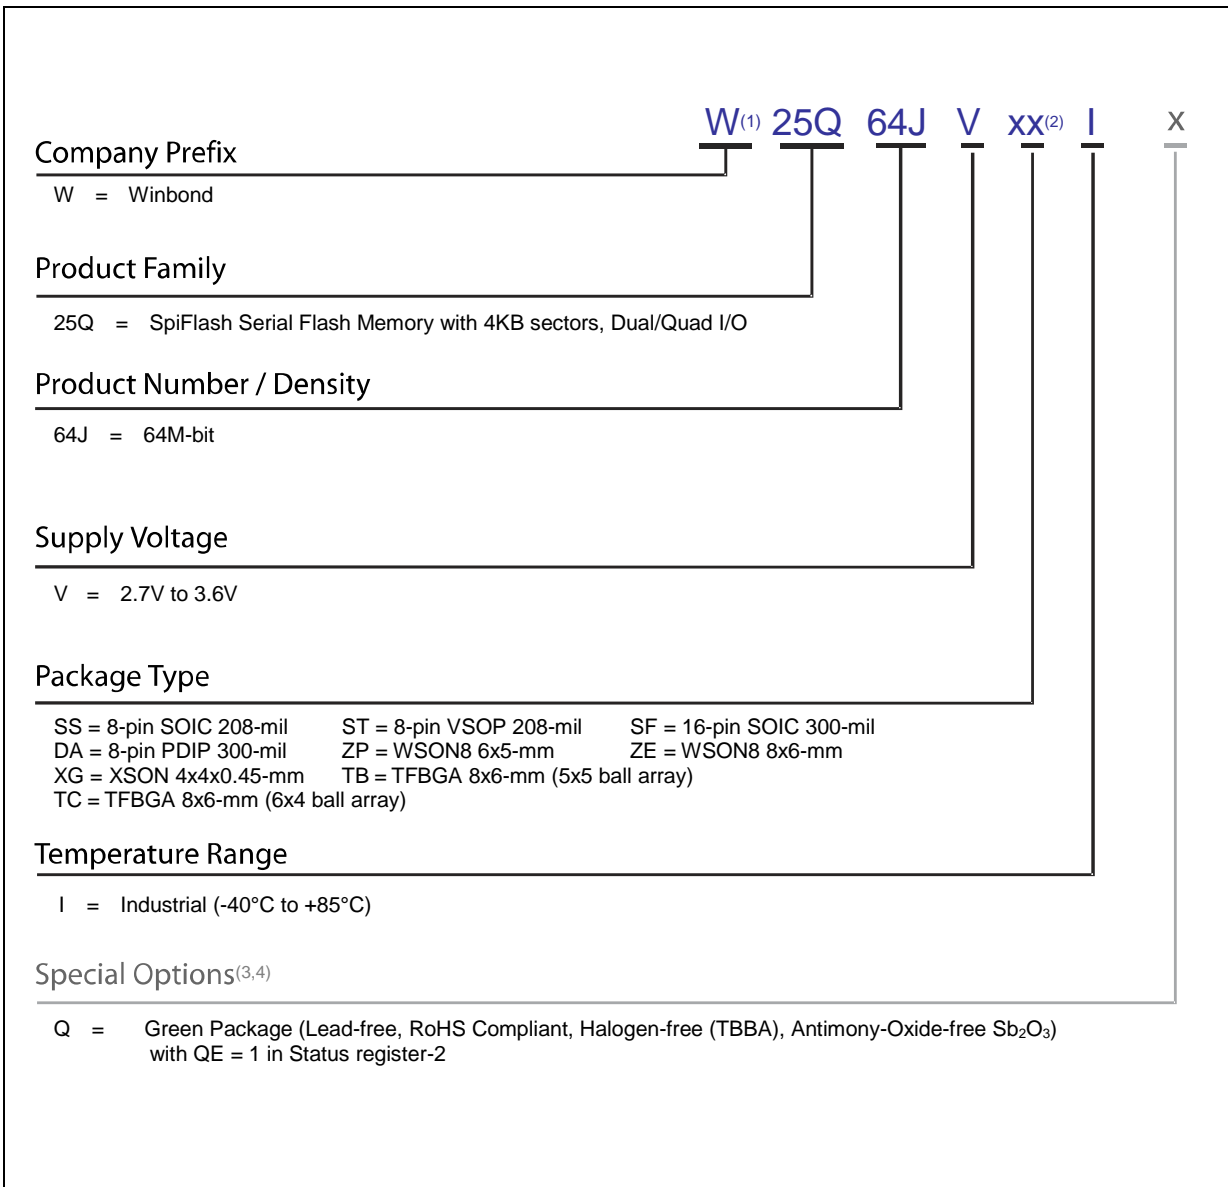 W(1) 25Q 64J V xx(2) I x
Company Prefix
W = Winbond
Product Family
25Q = SpiFlash Serial Flash Memory with 4KB sectors, Dual/Quad I/O
Product Number / Density
64J = 64M-bit
Supply Voltage
V = 2.7V to 3.6V
Package Type
SS = 8-pin SOIC 208-mil ST = 8-pin VSOP 208-mil SF = 16-pin SOIC 300-mil
DA = 8-pin PDIP 300-mil ZP = WSON8 6x5-mm ZE = WSON8 8x6-mm
XG = XSON 4x4x0.45-mm TB = TFBGA 8x6-mm (5x5 ball array)
TC = TFBGA 8x6-mm (6x4 ball array)
Temperature Range
I = Industrial (-40°C to +85°C)
Special Options(3,4)
Q = Green Package (Lead-free, RoHS Compliant, Halogen-free (TBBA), Antimony-Oxide-free Sb₂O₃)
with QE = 1 in Status register-2